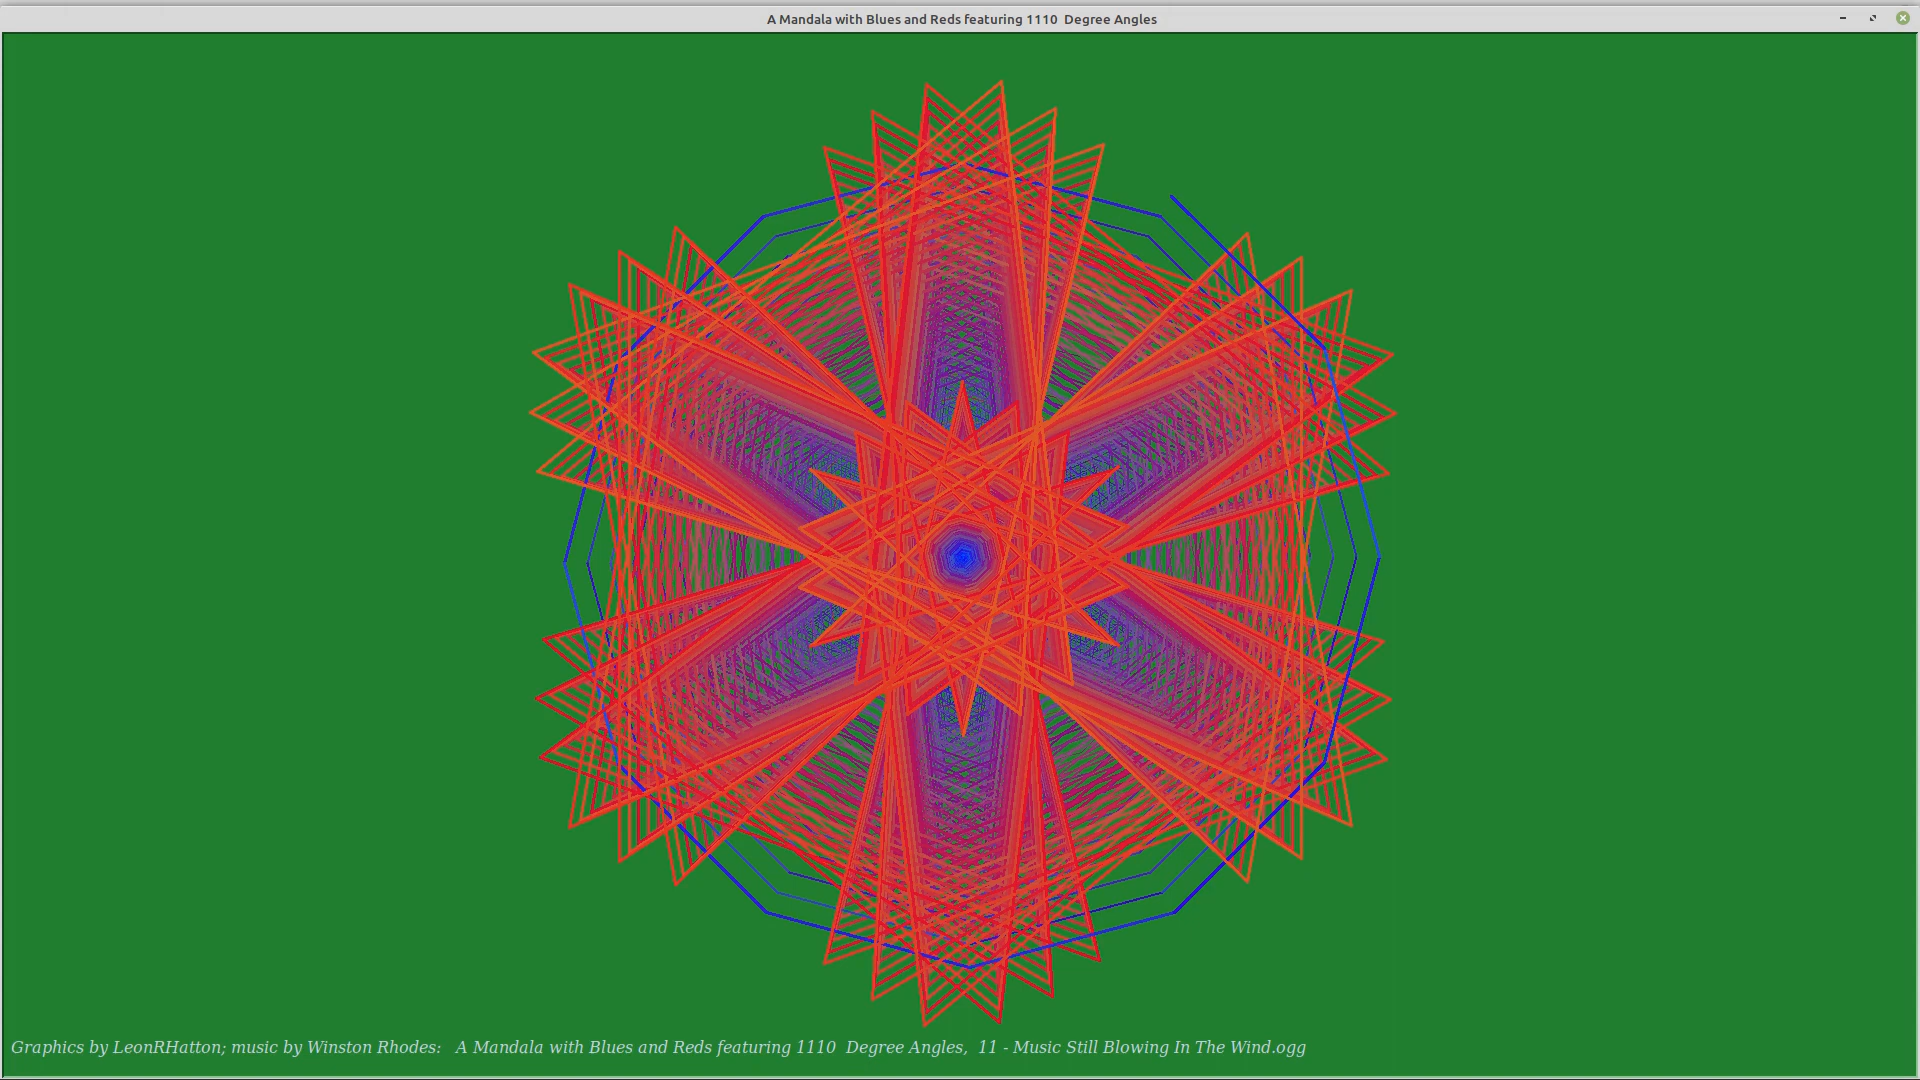 A Mandala with Blues and Reds featuring 1110  Degree Angles
Graphics by LeonRHatton; music by Winston Rhodes:   A Mandala with Blues and Reds featuring 1110  Degree Angles,  11 - Music Still Blowing In The Wind.ogg